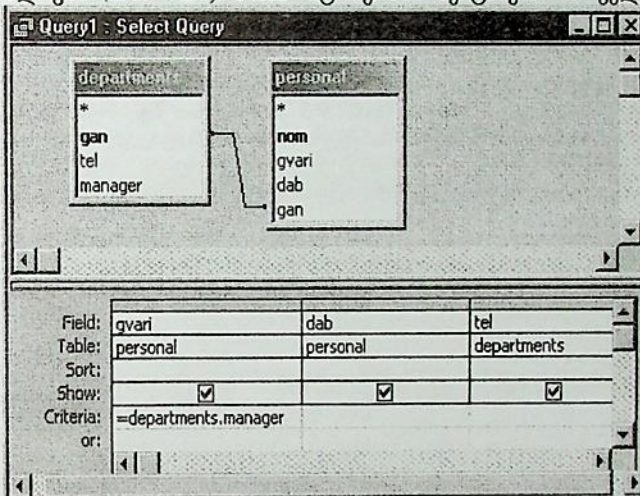 Query1 : Select Query
departments
*
gan
tel
manager
personal
*
nom
gvari
dab
gan
Field: gvari dab tel
Table: personal personal departments
Sort:
Show:
Criteria: =departments.manager
or: